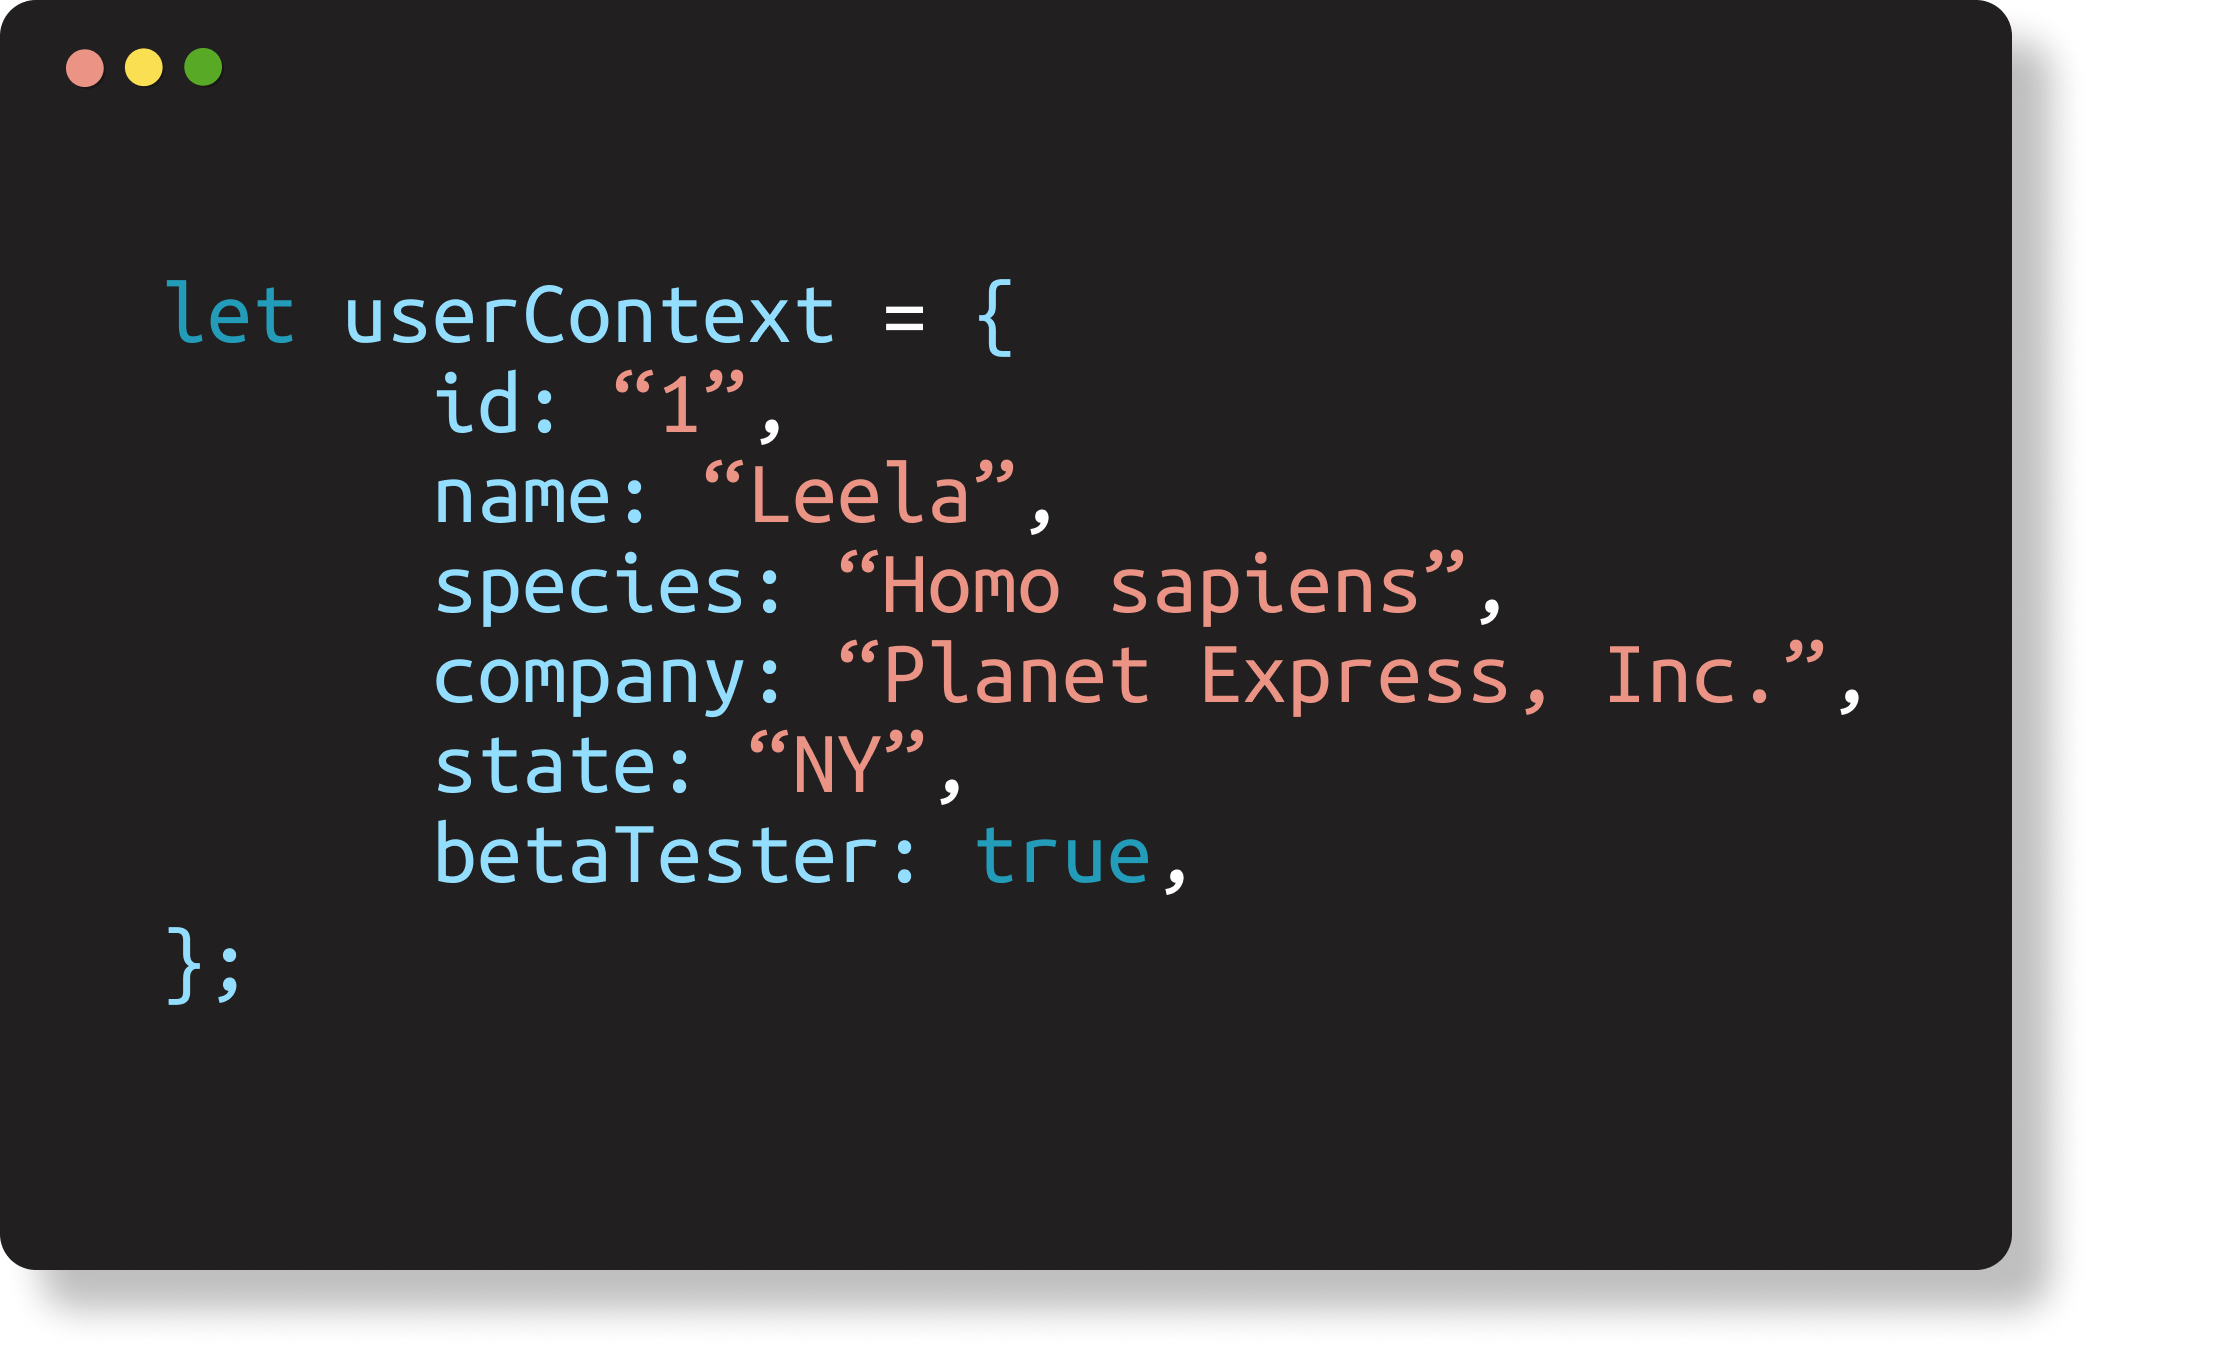 let userContext = {
id: “1”,
name: “Leela”,
species: “Homo sapiens”,
company: “Planet Express, Inc.”,
state: “NY”,
betaTester: true,
};